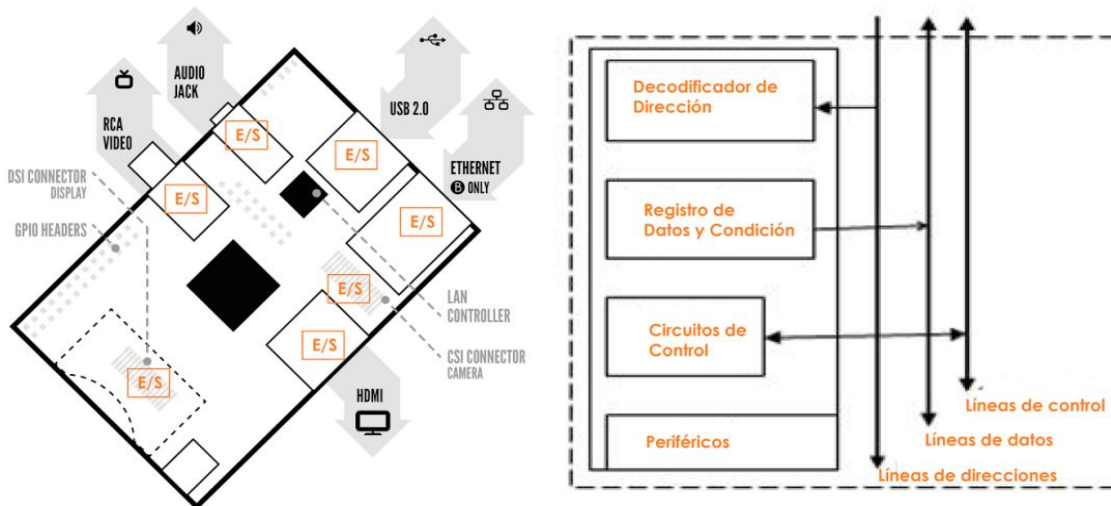 AUDIO
JACK
E/S
USB 2.0
RCA
VIDEO
E/S
ETHERNET
B ONLY
DSI CONNECTOR
DISPLAY
E/S
E/S
GPIO HEADERS
E/S
LAN
CONTROLLER
E/S
CSI CONNECTOR
CAMERA
E/S
HDMI
Decodificador de
Dirección
Registro de
Datos y Condición
Circuitos de
Control
Periféricos
Líneas de control
Líneas de datos
Líneas de direcciones